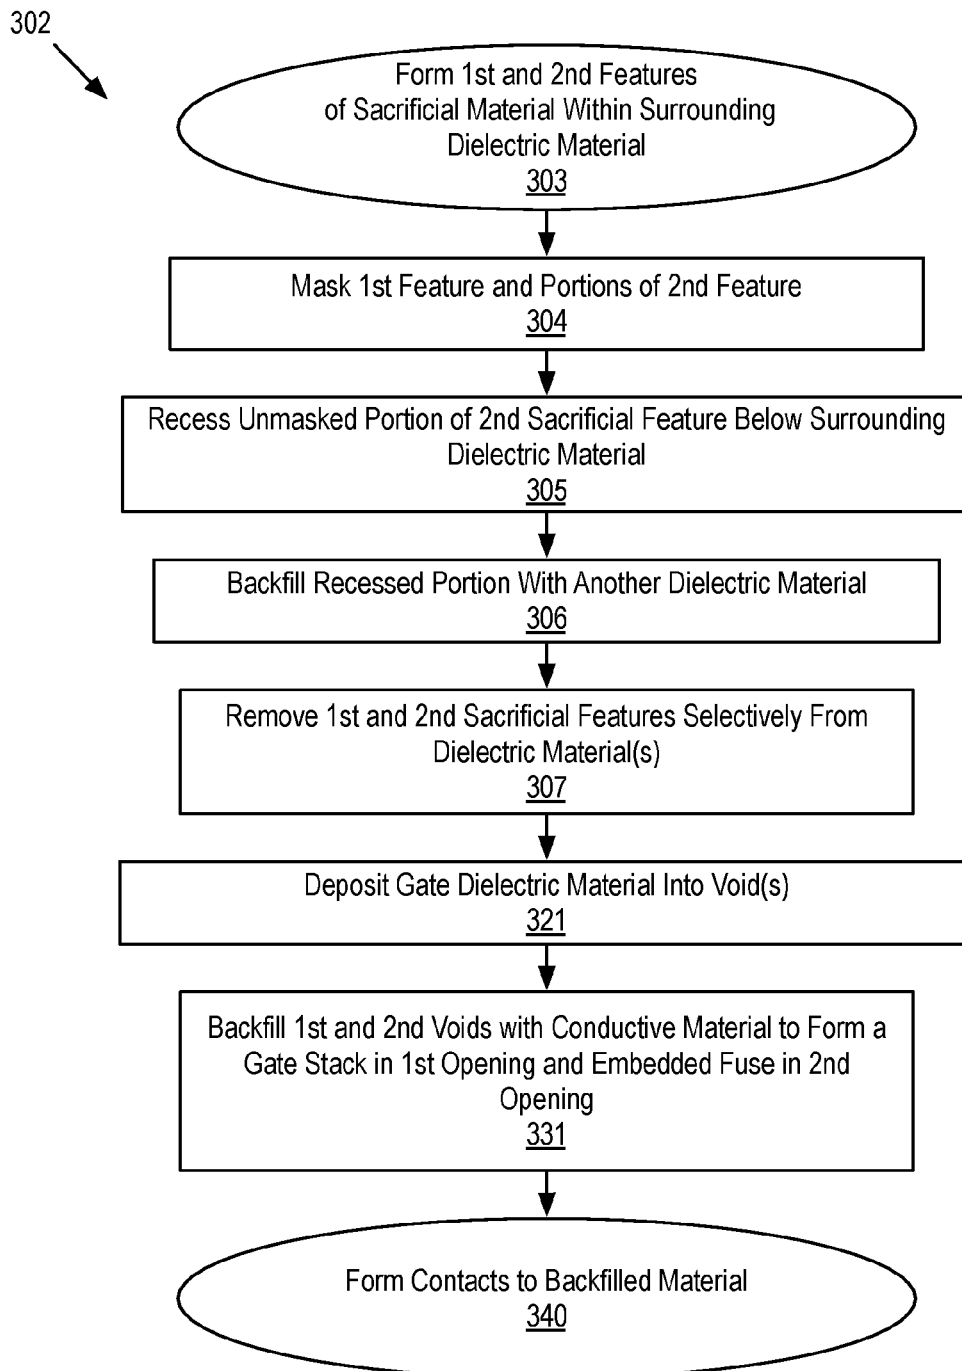 302
Form 1st and 2nd Features
of Sacrificial Material Within Surrounding
Dielectric Material
303
Mask 1st Feature and Portions of 2nd Feature
304
Recess Unmasked Portion of 2nd Sacrificial Feature Below Surrounding
Dielectric Material
305
Backfill Recessed Portion With Another Dielectric Material
306
Remove 1st and 2nd Sacrificial Features Selectively From
Dielectric Material(s)
307
Deposit Gate Dielectric Material Into Void(s)
321
Backfill 1st and 2nd Voids with Conductive Material to Form a
Gate Stack in 1st Opening and Embedded Fuse in 2nd
Opening
331
Form Contacts to Backfilled Material
340